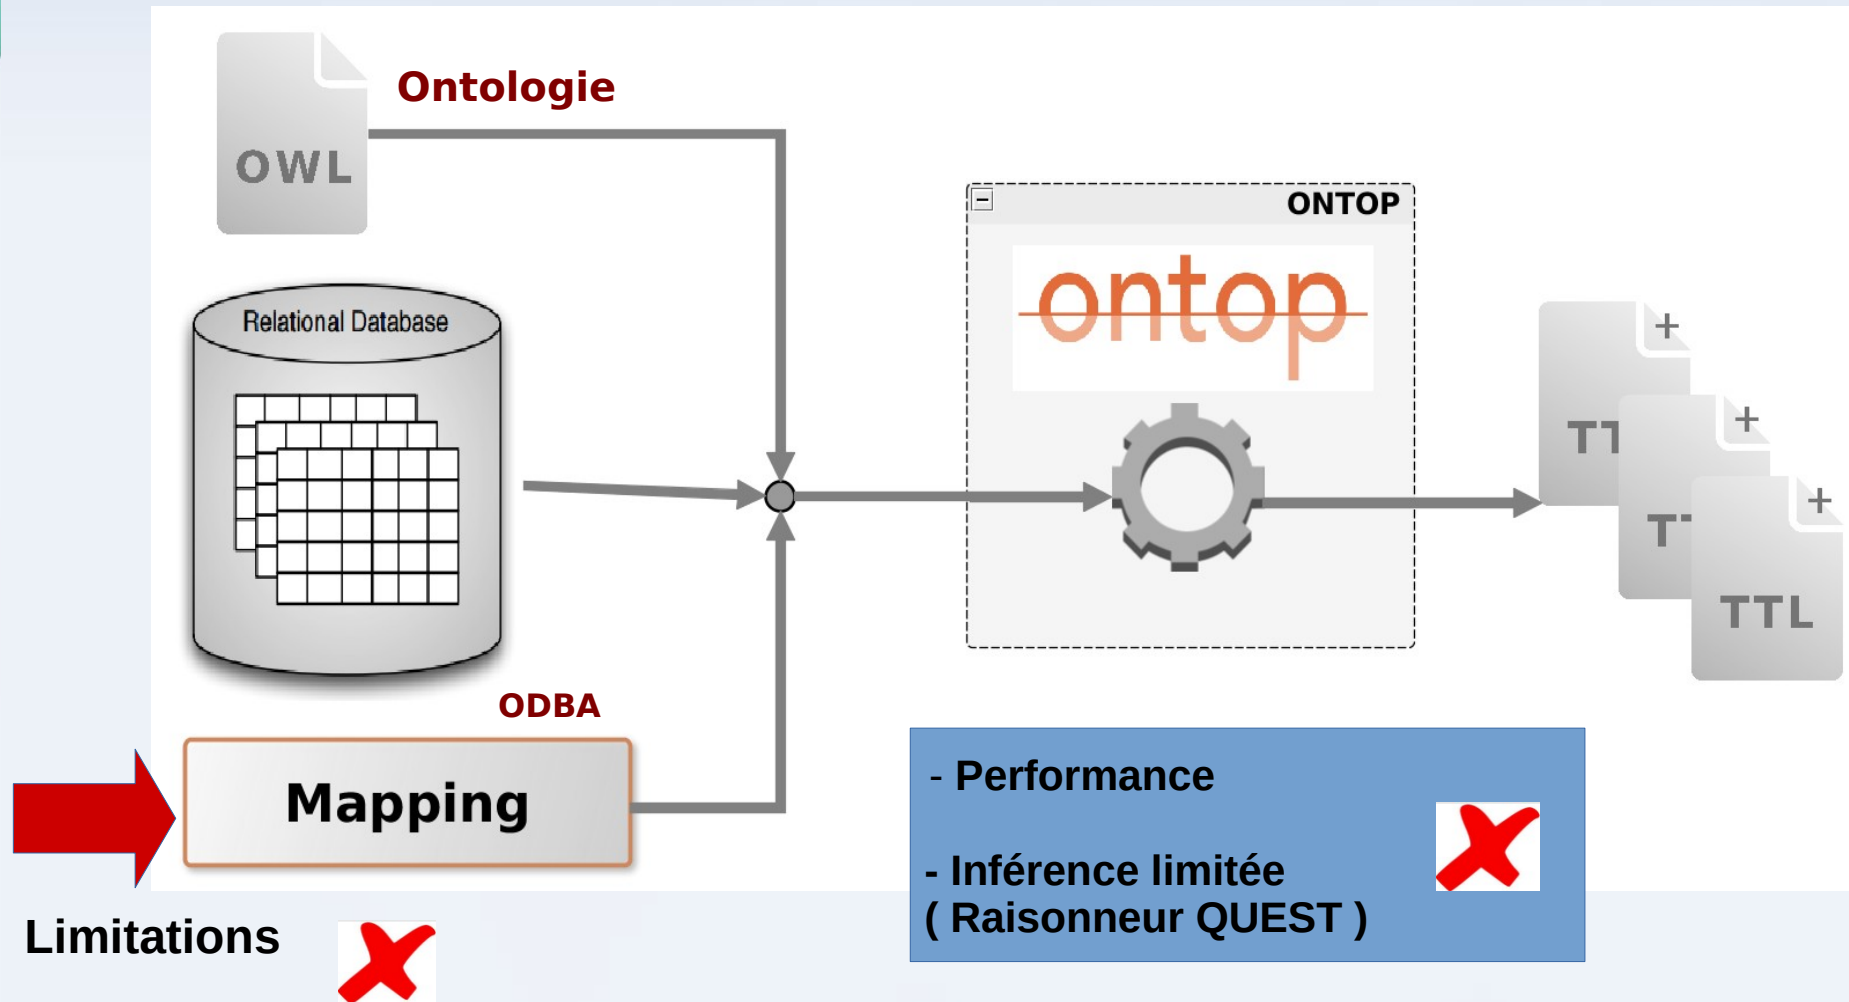 Ontologie
OWL
Relational Database
ODBA
Mapping
Limitations
ONTOP
ontop
- Performance
- Inférence limitée
( Raisonneur QUEST )
+
+
+
TTL